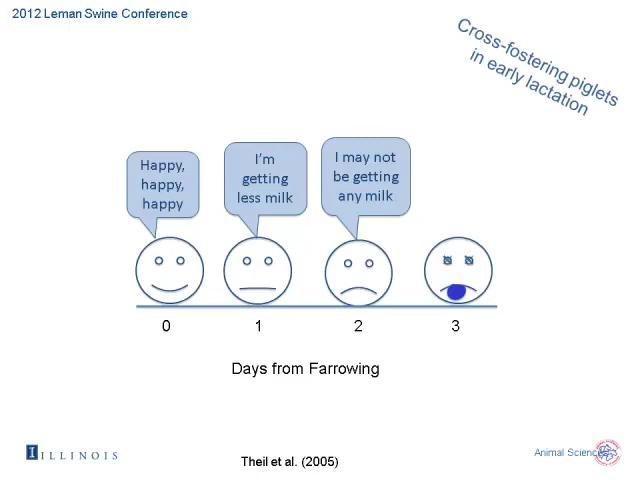 2012 Leman Swine Conference
Cross-fostering piglets
in early lactation
Happy,
happy,
happy
I'm
getting
less milk
I may not
be getting
any milk
0 1 2 3
Days from Farrowing
ILLINOIS
Theil et al. (2005)
Animal Sciences